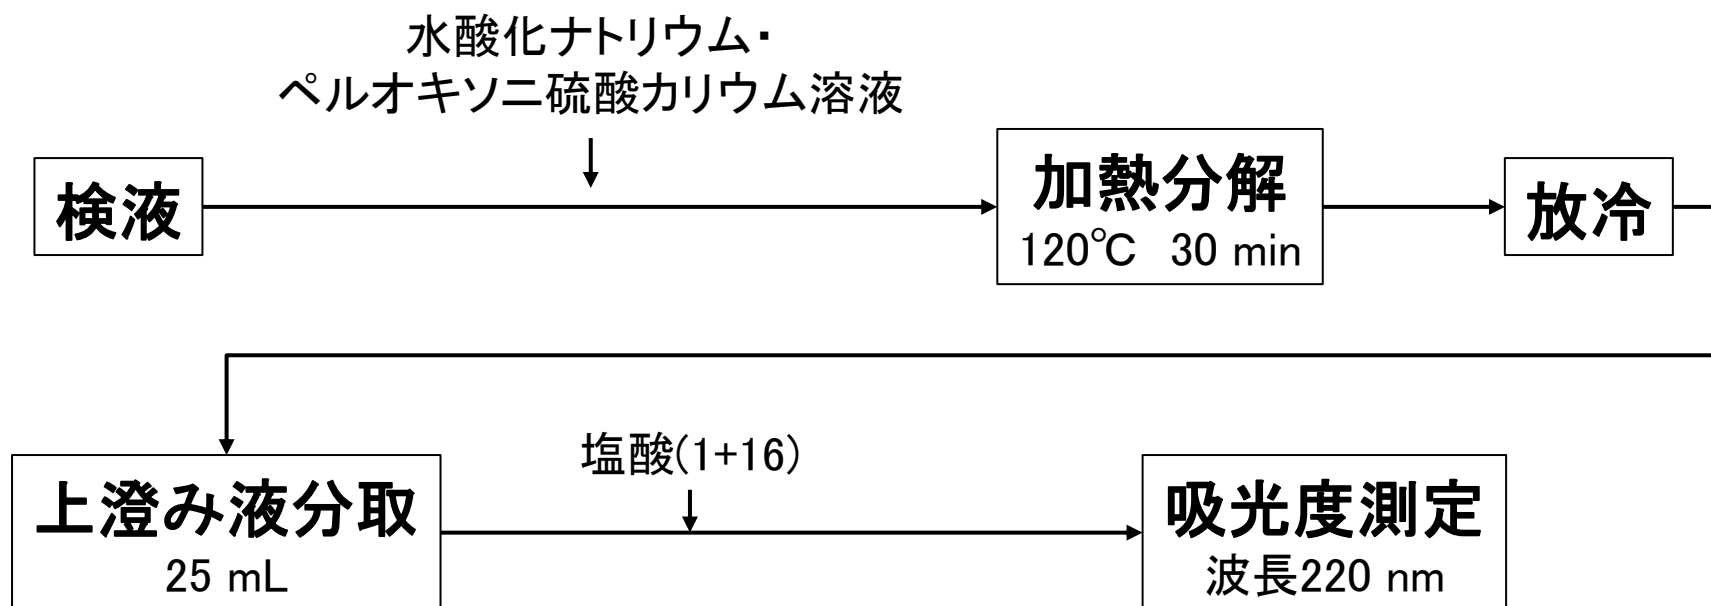 水酸化ナトリウム・
ペルオキソニ硫酸カリウム溶液
検液
加熱分解
120℃ 30 min
放冷
上澄み液分取
25 mL
塩酸(1+16)
吸光度測定
波長220 nm